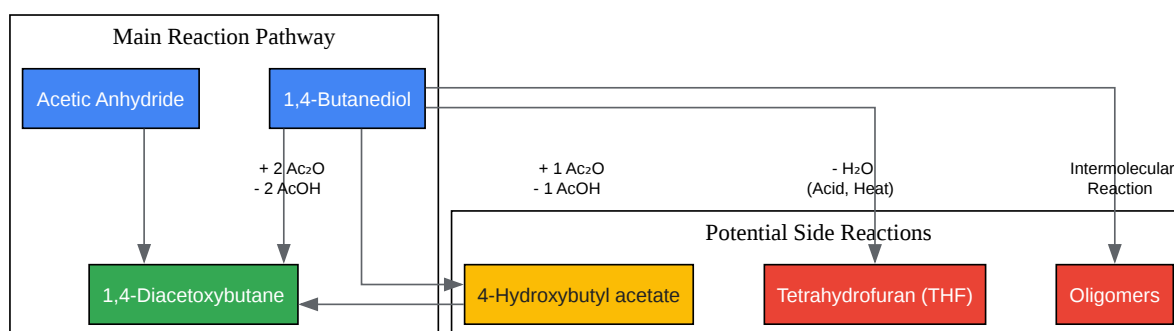 Main Reaction Pathway
Acetic Anhydride
1,4-Butanediol
+ 2 Ac₂O
- 2 AcOH
+ 1 Ac₂O
- 1 AcOH
- H₂O
(Acid, Heat)
Intermolecular
Reaction
Potential Side Reactions
1,4-Diacetoxybutane
4-Hydroxybutyl acetate
Tetrahydrofuran (THF)
Oligomers